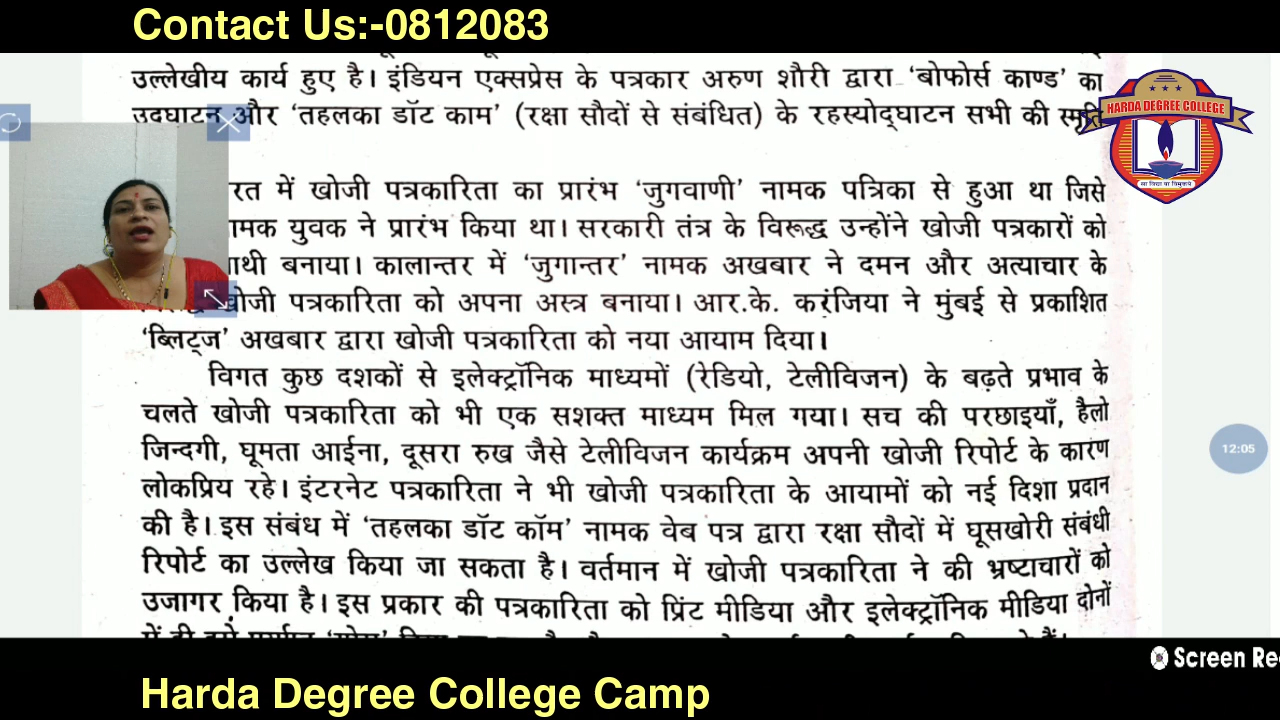 Contact Us:-0812083
उल्लेखीय कार्य हुए है। इंडियन एक्सप्रेस के पत्रकार अरुण शौरी द्वारा 'बोफोर्स काण्ड' का
उदघाटन और 'तहलका डॉट काम' (रक्षा सौदों से संबंधित) के रहस्योद्घाटन सभी की स्मृति
HARDA DEGREE COLLEGE
सा विद्या या विमुक्तये
रत में खोजी पत्रकारिता का प्रारंभ 'जुगवाणी' नामक पत्रिका से हुआ था जिसे
मक युवक ने प्रारंभ किया था। सरकारी तंत्र के विरूद्ध उन्होंने खोजी पत्रकारों को
ाथी बनाया। कालान्तर में 'जुगान्तर' नामक अखबार ने दमन और अत्याचार के
खोजी पत्रकारिता को अपना अस्त्र बनाया। आर.के. करंजिया ने मुंबई से प्रकाशित
'ब्लिट्ज' अखबार द्वारा खोजी पत्रकारिता को नया आयाम दिया।
विगत कुछ दशकों से इलेक्ट्रॉनिक माध्यमों (रेडियो, टेलीविजन) के बढ़ते प्रभाव के
चलते खोजी पत्रकारिता को भी एक सशक्त माध्यम मिल गया। सच की परछाइयाँ, हैलो
जिन्दगी, घूमता आईना, दूसरा रुख जैसे टेलीविजन कार्यक्रम अपनी खोजी रिपोर्ट के कारण
12:05
लोकप्रिय रहे। इंटरनेट पत्रकारिता ने भी खोजी पत्रकारिता के आयामों को नई दिशा प्रदान
की है। इस संबंध में 'तहलका डॉट कॉम' नामक वेब पत्र द्वारा रक्षा सौदों में घूसखोरी संबंधी
रिपोर्ट का उल्लेख किया जा सकता है। वर्तमान में खोजी पत्रकारिता ने की भ्रष्टाचारों को
उजागर किया है। इस प्रकार की पत्रकारिता को प्रिंट मीडिया और इलेक्ट्रॉनिक मीडिया दोनों
Screen Re
Harda Degree College Camp